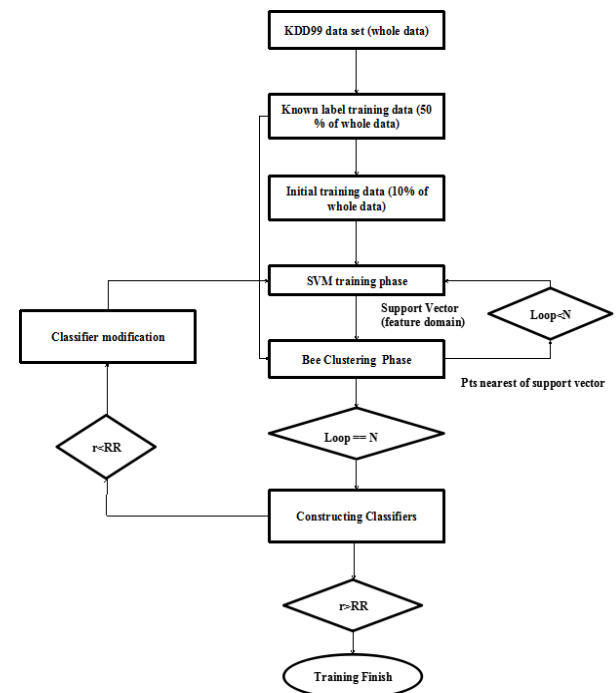 KDD99 data set (whole data)
Known label training data (50
% of whole data)
Initial training data (10% of
whole data)
SVM training phase
Support Vector
(feature domain)
Loop<N
Classifier modification
Bee Clustering Phase
Pts nearest of support vector
r<RR
Loop == N
Constructing Classifiers
r>RR
Training Finish